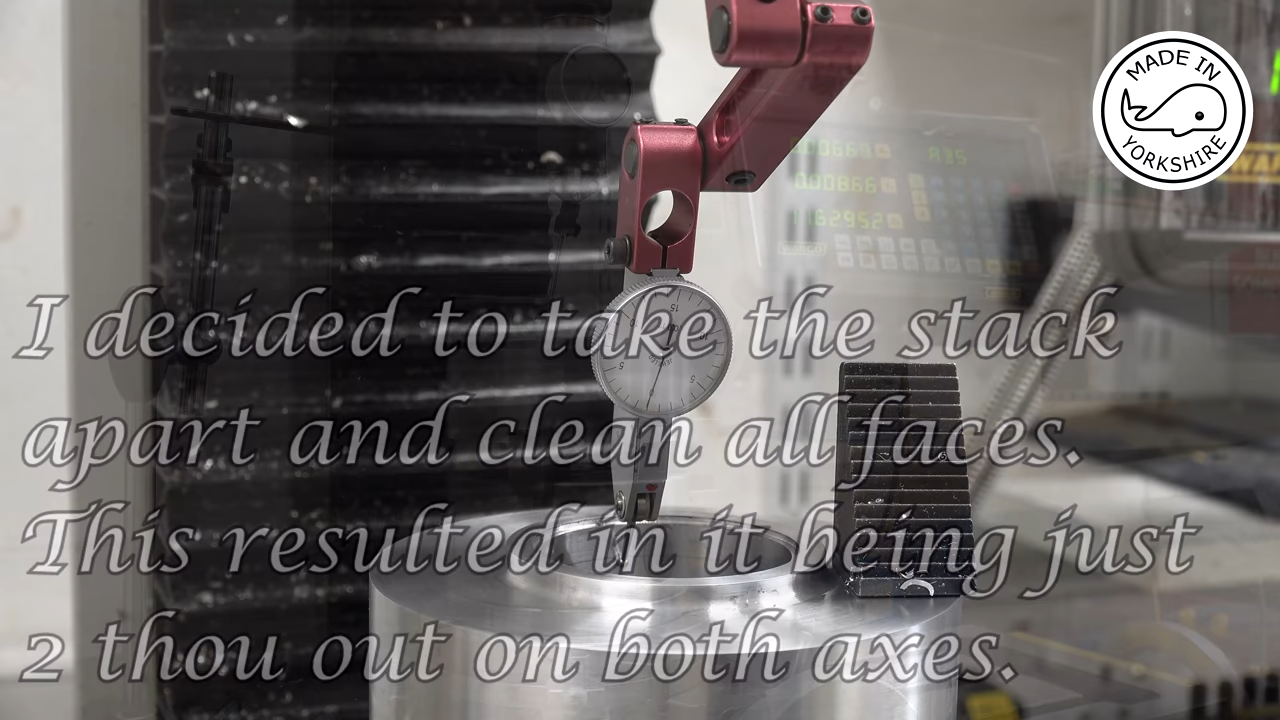 MADE IN
YORKSHIRE
I decided to take the stack
apart and clean all faces.
This resulted in it being just
2 thou out on both axes.